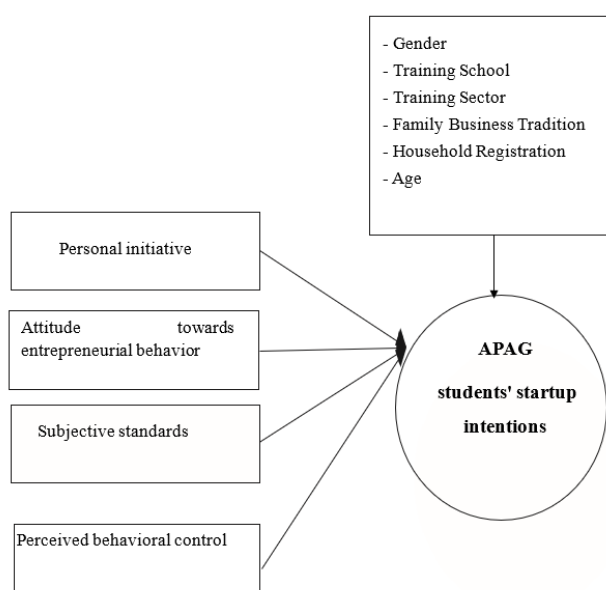 - Gender
- Training School
- Training Sector
- Family Business Tradition
- Household Registration
- Age
Personal initiative
Attitude towards
entrepreneurial behavior
Subjective standards
Perceived behavioral control
APAG
students' startup
intentions